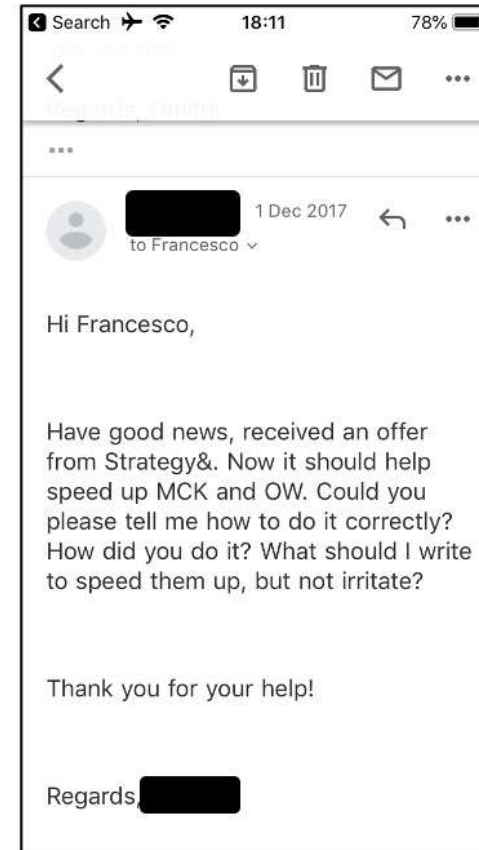 Search 18:11 78%
1 Dec 2017
to Francesco
Hi Francesco,
Have good news, received an offer
from Strategy&. Now it should help
speed up MCK and OW. Could you
please tell me how to do it correctly?
How did you do it? What should I write
to speed them up, but not irritate?
Thank you for your help!
Regards,